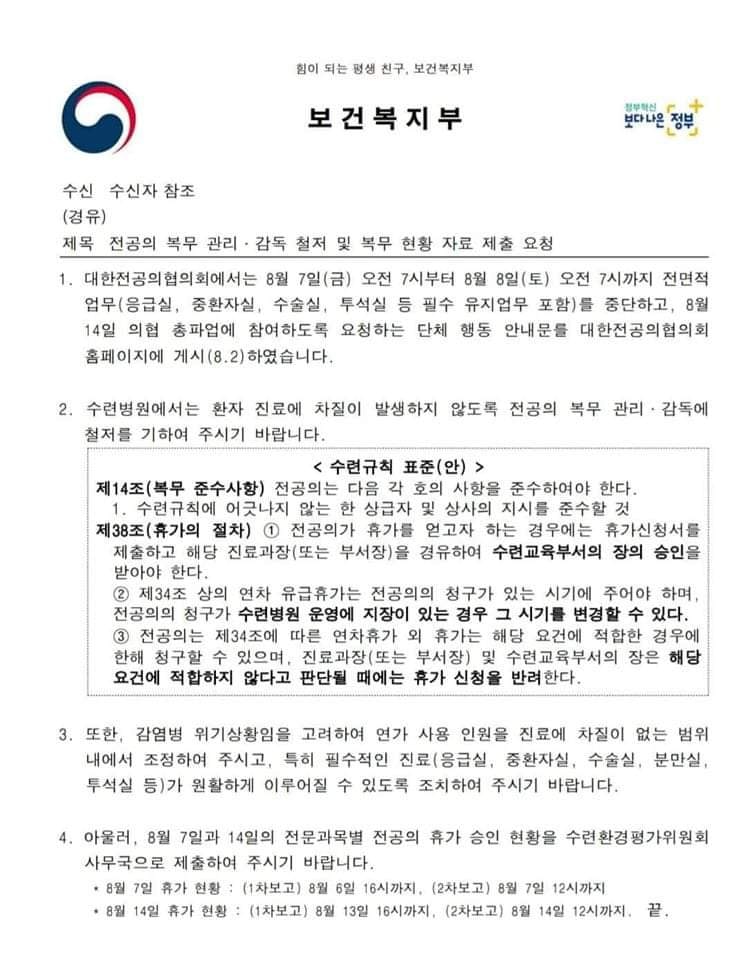 힘이 되는 평생 친구, 보건복지부
보건복지부
정부혁신
보다나은 정부
수신 수신자 참조
(경유)
제목 전공의 복무 관리·감독 철저 및 복무 현황 자료 제출 요청
1. 대한전공의협의회에서는 8월 7일(금) 오전 7시부터 8월 8일(토) 오전 7시까지 전면적
업무(응급실, 중환자실, 수술실, 투석실 등 필수 유지업무 포함)를 중단하고, 8월
14일 의협 총파업에 참여하도록 요청하는 단체 행동 안내문를 대한전공의협의회
홈페이지에 게시(8.2)하였습니다.
2. 수련병원에서는 환자 진료에 차질이 발생하지 않도록 전공의 복무 관리·감독에
철저를 기하여 주시기 바랍니다.
< 수련규칙 표준(안) >
제14조(복무 준수사항) 전공의는 다음 각 호의 사항을 준수하여야 한다.
1. 수련규칙에 어긋나지 않는 한 상급자 및 상사의 지시를 준수할 것
제38조(휴가의 절차) ① 전공의가 휴가를 얻고자 하는 경우에는 휴가신청서를
제출하고 해당 진료과장(또는 부서장)을 경유하여 수련교육부서의 장의 승인을
받아야 한다.
② 제34조 상의 연차 유급휴가는 전공의의 청구가 있는 시기에 주어야 하며,
전공의의 청구가 수련병원 운영에 지장이 있는 경우 그 시기를 변경할 수 있다.
③ 전공의는 제34조에 따른 연차휴가 외 휴가는 해당 요건에 적합한 경우에
한해 청구할 수 있으며, 진료과장(또는 부서장) 및 수련교육부서의 장은 해당
요건에 적합하지 않다고 판단될 때에는 휴가 신청을 반려한다.
3. 또한, 감염병 위기상황임을 고려하여 연가 사용 인원을 진료에 차질이 없는 범위
내에서 조정하여 주시고, 특히 필수적인 진료(응급실, 중환자실, 수술실, 분만실,
투석실 등)가 원활하게 이루어질 수 있도록 조치하여 주시기 바랍니다.
4. 아울러, 8월 7일과 14일의 전문과목별 전공의 휴가 승인 현황을 수련환경평가위원회
사무국으로 제출하여 주시기 바랍니다.
* 8월 7일 휴가 현황 : (1차보고) 8월 6일 16시까지, (2차보고) 8월 7일 12시까지
* 8월 14일 휴가 현황 : (1차보고) 8월 13일 16시까지, (2차보고) 8월 14일 12시까지. 끝.